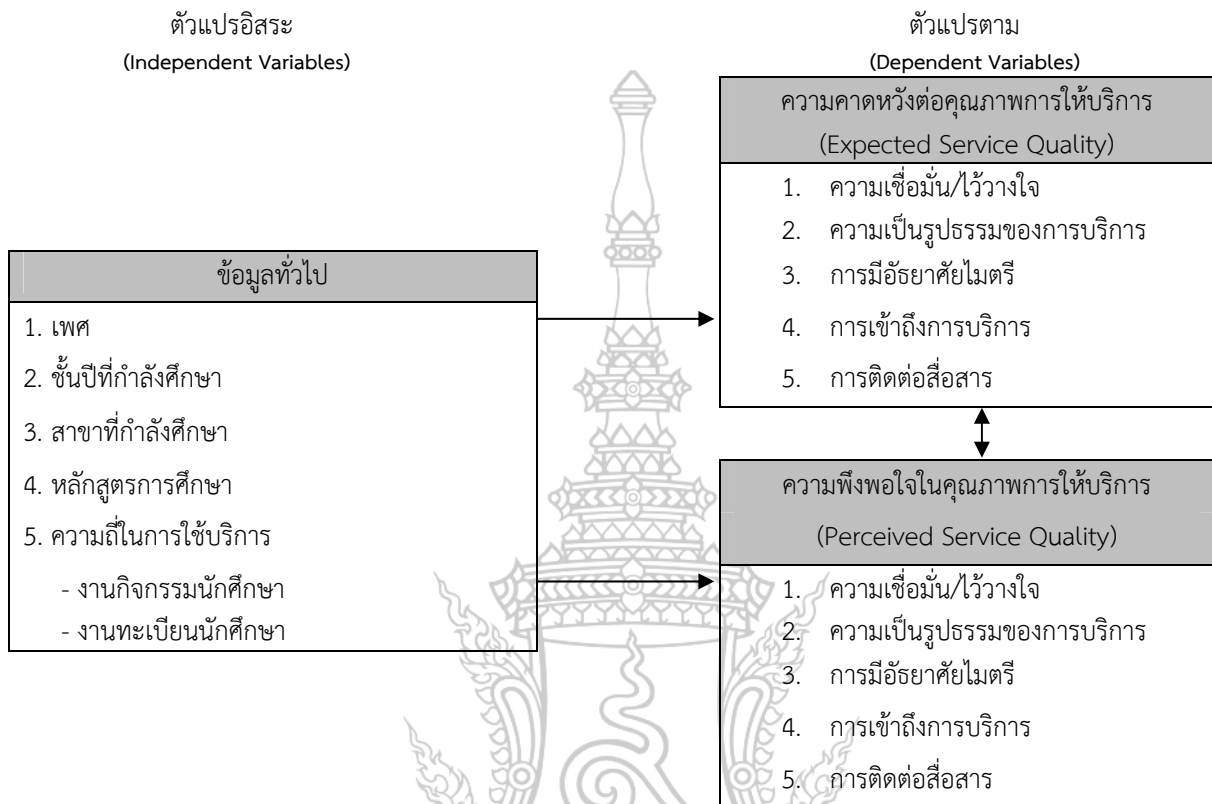 ตัวแปรอิสระ
(Independent Variables)
ตัวแปรตาม
(Dependent Variables)
ข้อมูลทั่วไป
1. เพศ
2. ชั้นปีที่กำลังศึกษา
3. สาขาที่กำลังศึกษา
4. หลักสูตรการศึกษา
5. ความถี่ในการใช้บริการ
- งานกิจกรรมนักศึกษา
- งานทะเบียนนักศึกษา
ความคาดหวังต่อคุณภาพการให้บริการ
(Expected Service Quality)
1. ความเชื่อมั่น/ไว้วางใจ
2. ความเป็นรูปธรรมของการบริการ
3. การมีอัธยาศัยไมตรี
4. การเข้าถึงการบริการ
5. การติดต่อสื่อสาร
ความพึงพอใจในคุณภาพการให้บริการ
(Perceived Service Quality)
1. ความเชื่อมั่น/ไว้วางใจ
2. ความเป็นรูปธรรมของการบริการ
3. การมีอัธยาศัยไมตรี
4. การเข้าถึงการบริการ
5. การติดต่อสื่อสาร